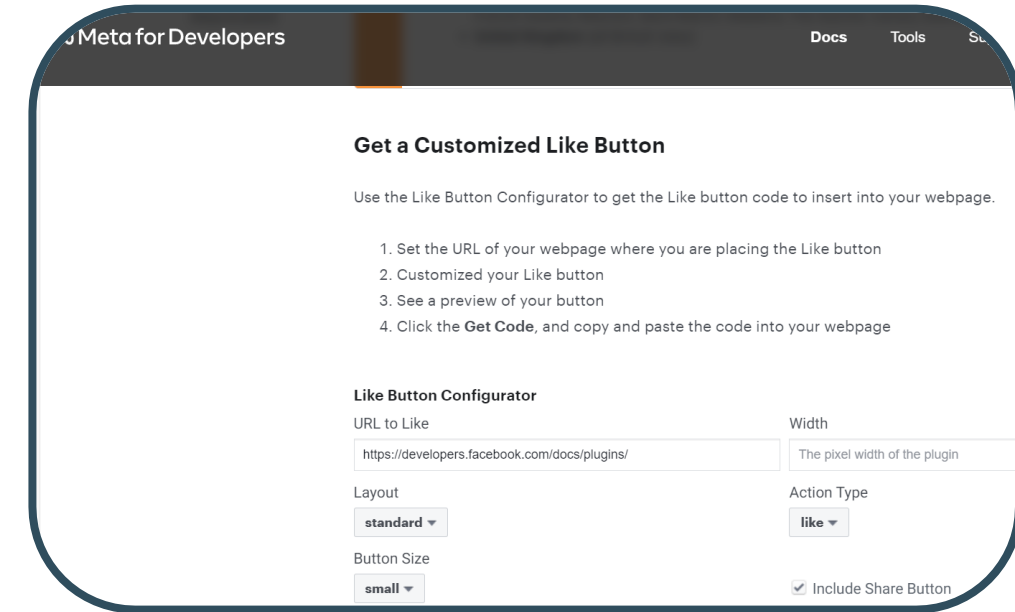 Meta for Developers
Docs
Tools
Get a Customized Like Button
Use the Like Button Configurator to get the Like button code to insert into your webpage.
1. Set the URL of your webpage where you are placing the Like button
2. Customized your Like button
3. See a preview of your button
4. Click the Get Code, and copy and paste the code into your webpage
Like Button Configurator
URL to Like
Width
https://developers.facebook.com/docs/plugins/
The pixel width of the plugin
Layout
Action Type
standard
like
Button Size
small
Include Share Button